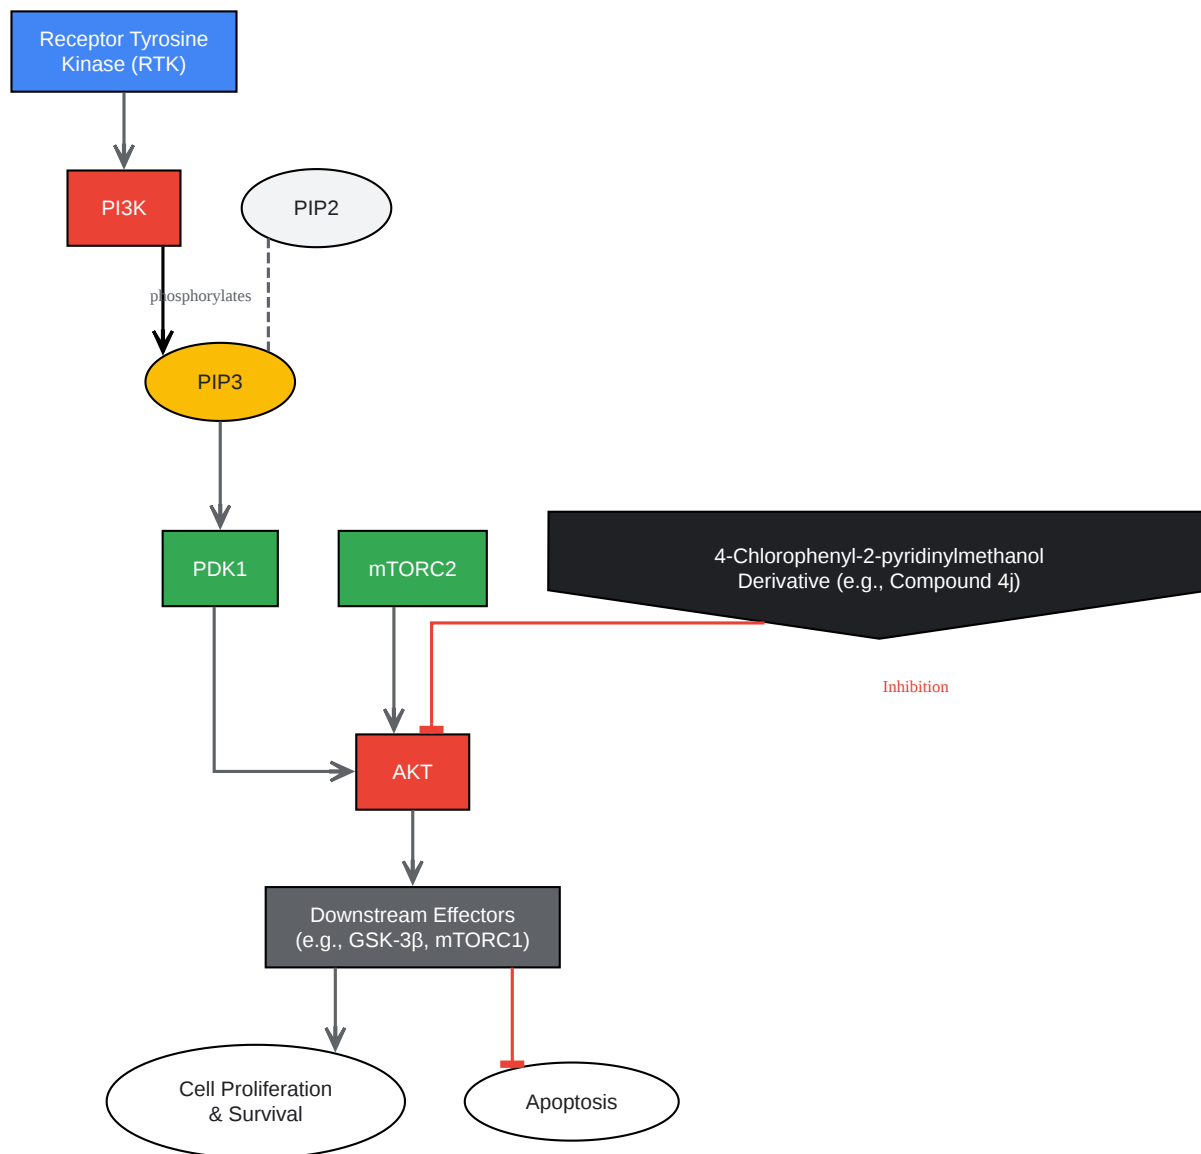 Receptor Tyrosine
Kinase (RTK)
PI3K
PIP2
phosphorylates
PIP3
PDK1
mTORC2
4-Chlorophenyl-2-pyridinylmethanol
Derivative (e.g., Compound 4j)
Inhibition
AKT
Downstream Effectors
(e.g., GSK-3β, mTORC1)
Cell Proliferation
& Survival
Apoptosis